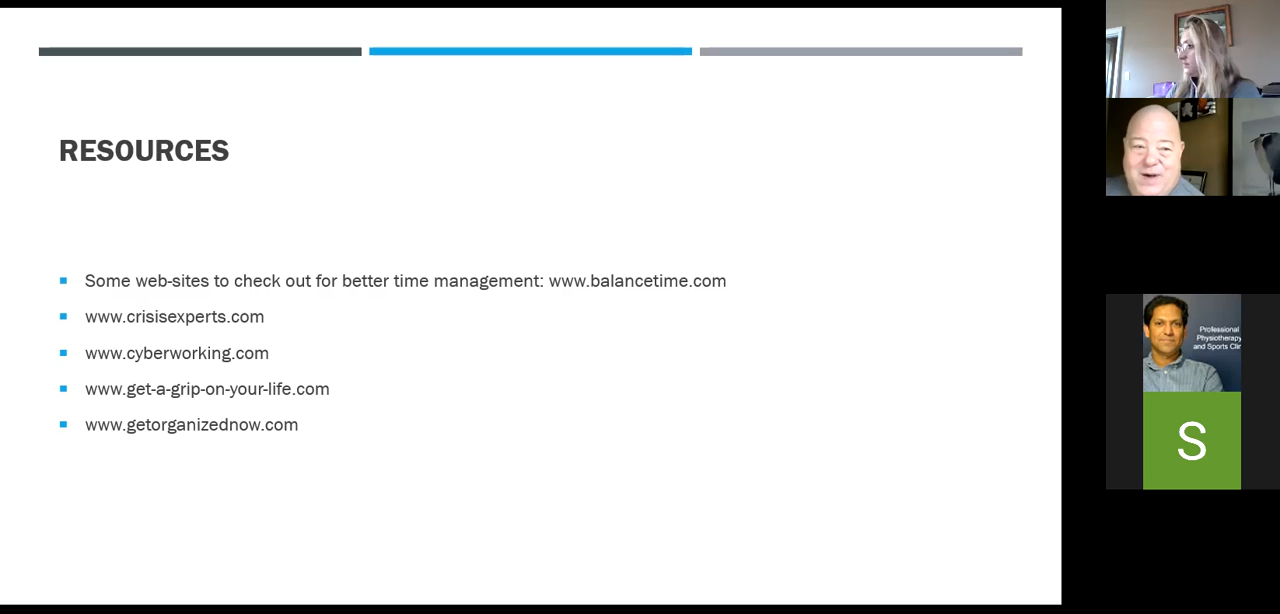 RESOURCES
Some web-sites to check out for better time management: www.balancetime.com
www.crisisexperts.com
www.cyberworking.com
www.get-a-grip-on-your-life.com
www.getorganizednow.com
Professional
Physiotherapy
and Sports Clin
S